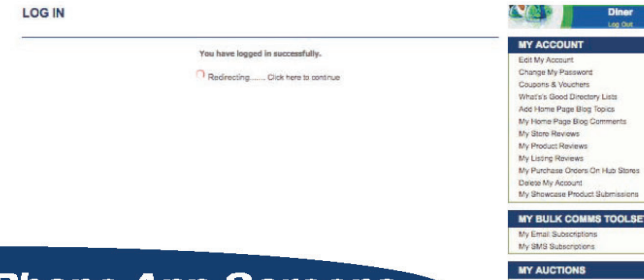 LOG IN
You have logged in successfully.
Redirecting....... Click here to continue
Diner
Log Out
MY ACCOUNT
Edit My Account
Change My Password
Coupons & Vouchers
What's's Good Directory Lists
Add Home Page Blog Topics
My Home Page Blog Comments
My Store Reviews
My Product Reviews
My Listing Reviews
My Purchase Orders On Hub Stores
Delete My Account
My Showcase Product Submissions
MY BULK COMMS TOOLSET
My Email Subscriptions
My SMS Subscriptions
MY AUCTIONS